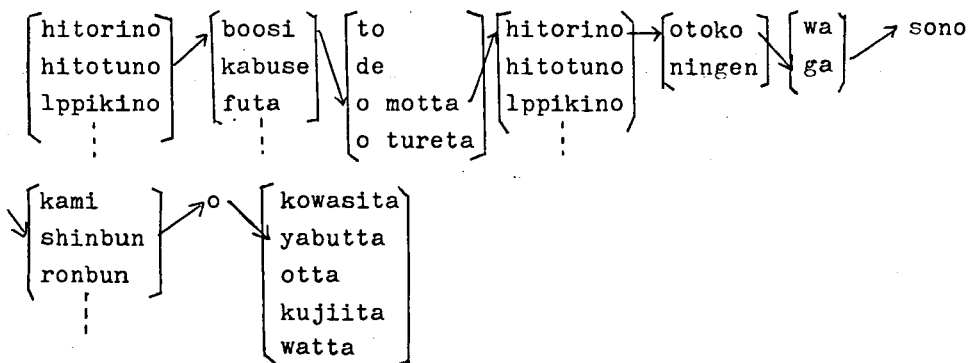 hitorino boosi to hitorino otoko wa sono
hitotuno kabuse de hitotuno ningen ga
lppikino futa o motta lppikino
o tureta
kami o kowasita
shinbun yabutta
ronbun otta
kujiita
watta